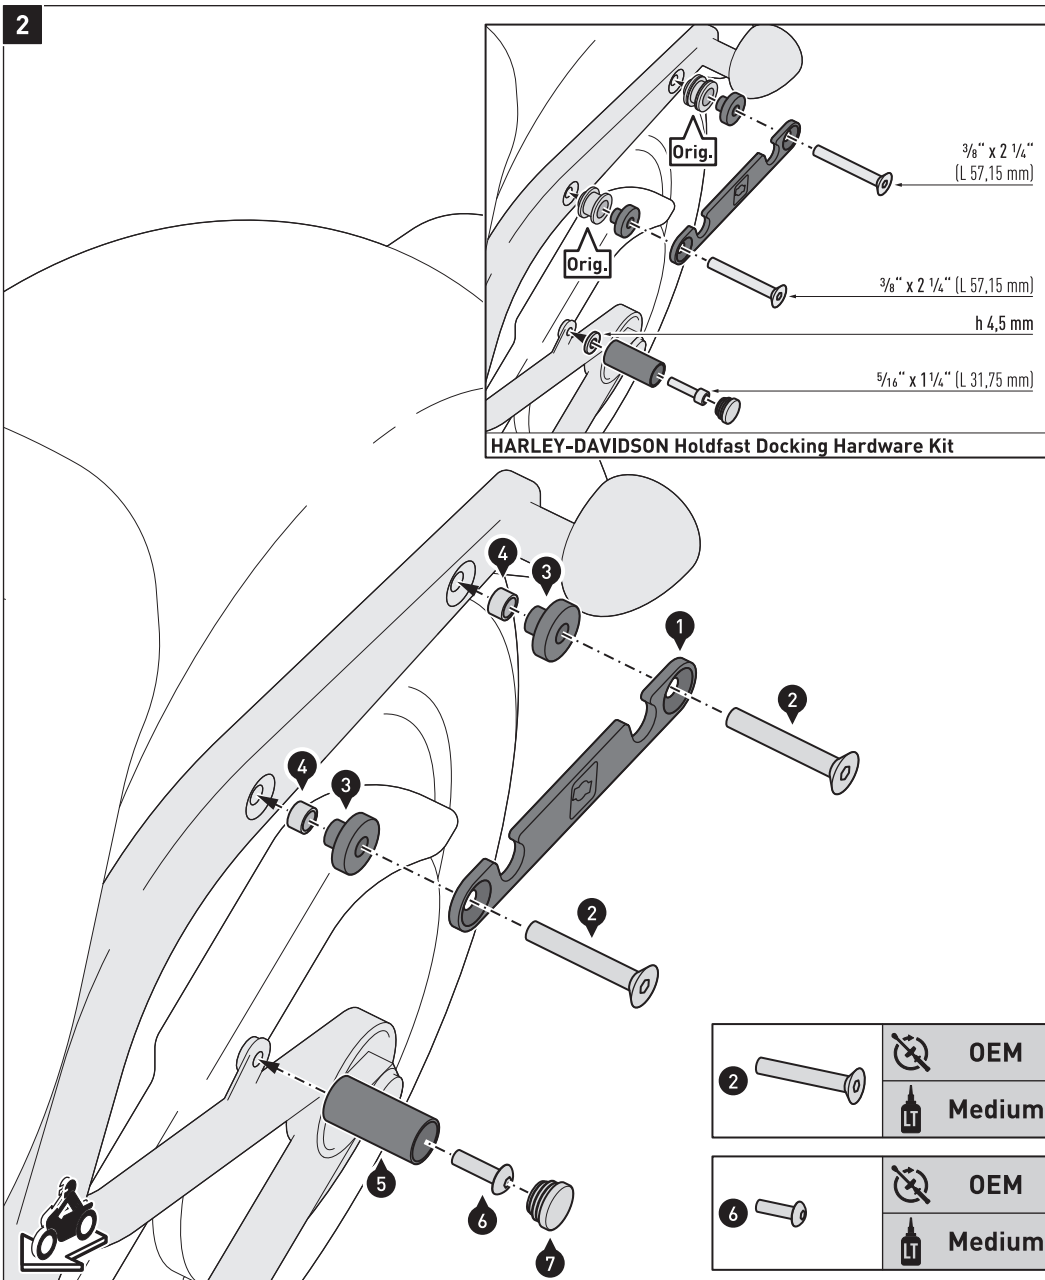 2
Orig.
Orig.
³⁄₈“ x 2 ¹⁄₄“
(L 57,15 mm)
³⁄₈“ x 2 ¹⁄₄“ (L 57,15 mm)
h 4,5 mm
⁵⁄₁₆“ x 1 ¹⁄₄“ (L 31,75 mm)
HARLEY-DAVIDSON Holdfast Docking Hardware Kit
4
3
1
2
4
3
2
5
6
7
2
OEM
LT
Medium
6
OEM
LT
Medium